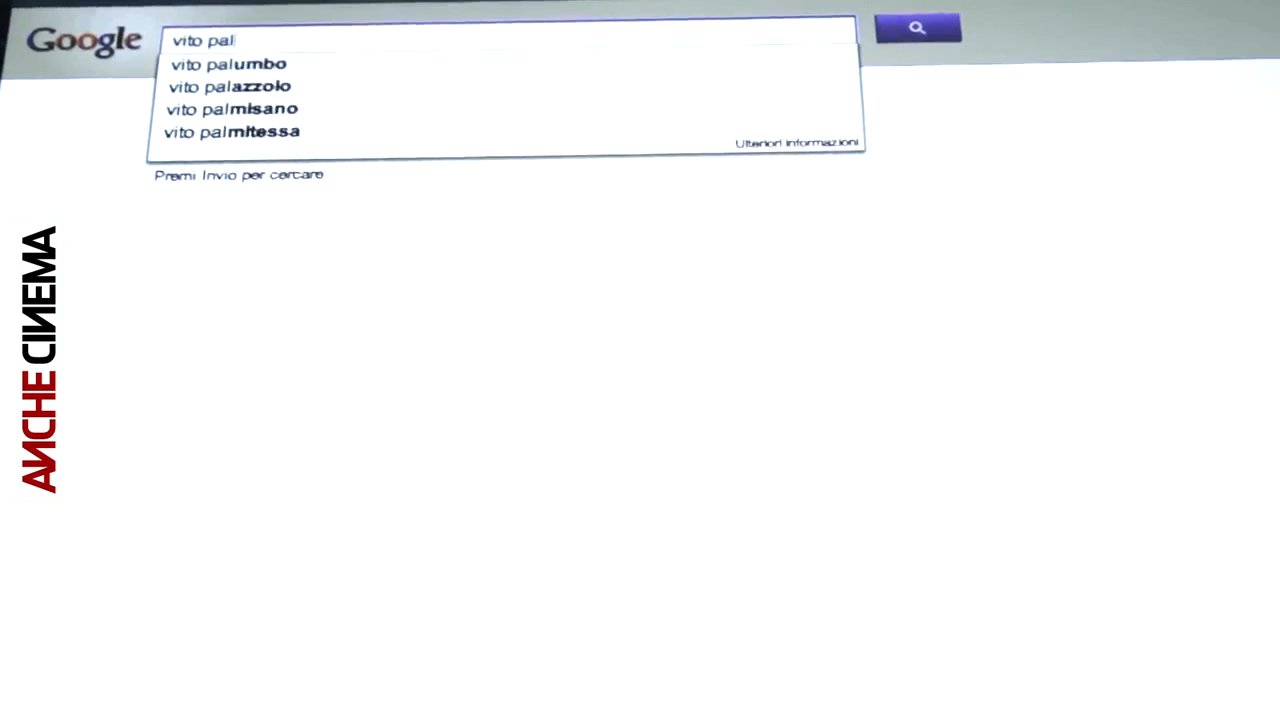 Google
vito pal
vito palumbo
vito palazzolo
vito palmisano
vito palmitessa
Ulteriori informazioni
Premi Invio per cercare
ANCHE CINEMA